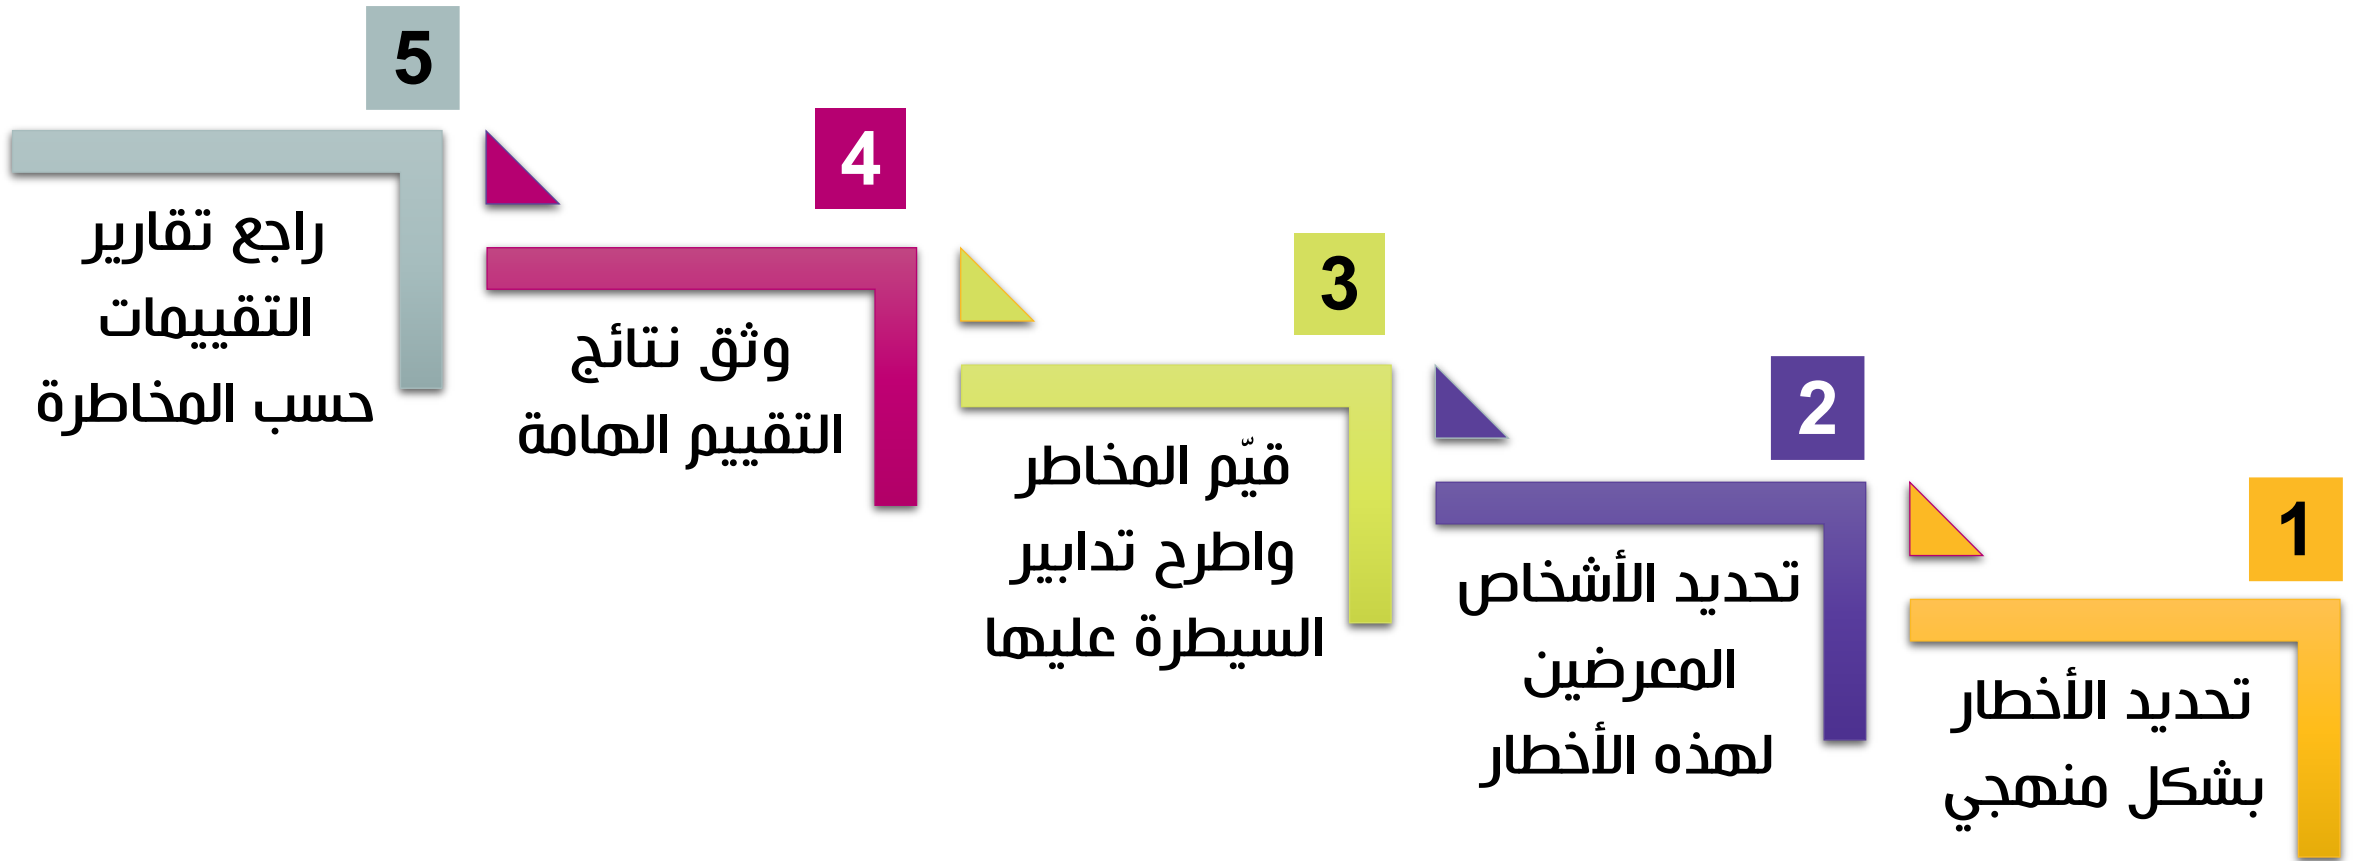 1
تحديد الأخطار
بشكل منهجي
2
تحديد الأشخاص
المعرضين
لهذه الأخطار
3
قيّم المخاطر
واطرح تدابير
السيطرة عليها
4
وثق نتائج
التقييم الهامة
5
راجع تقارير
التقييمات
حسب المخاطرة